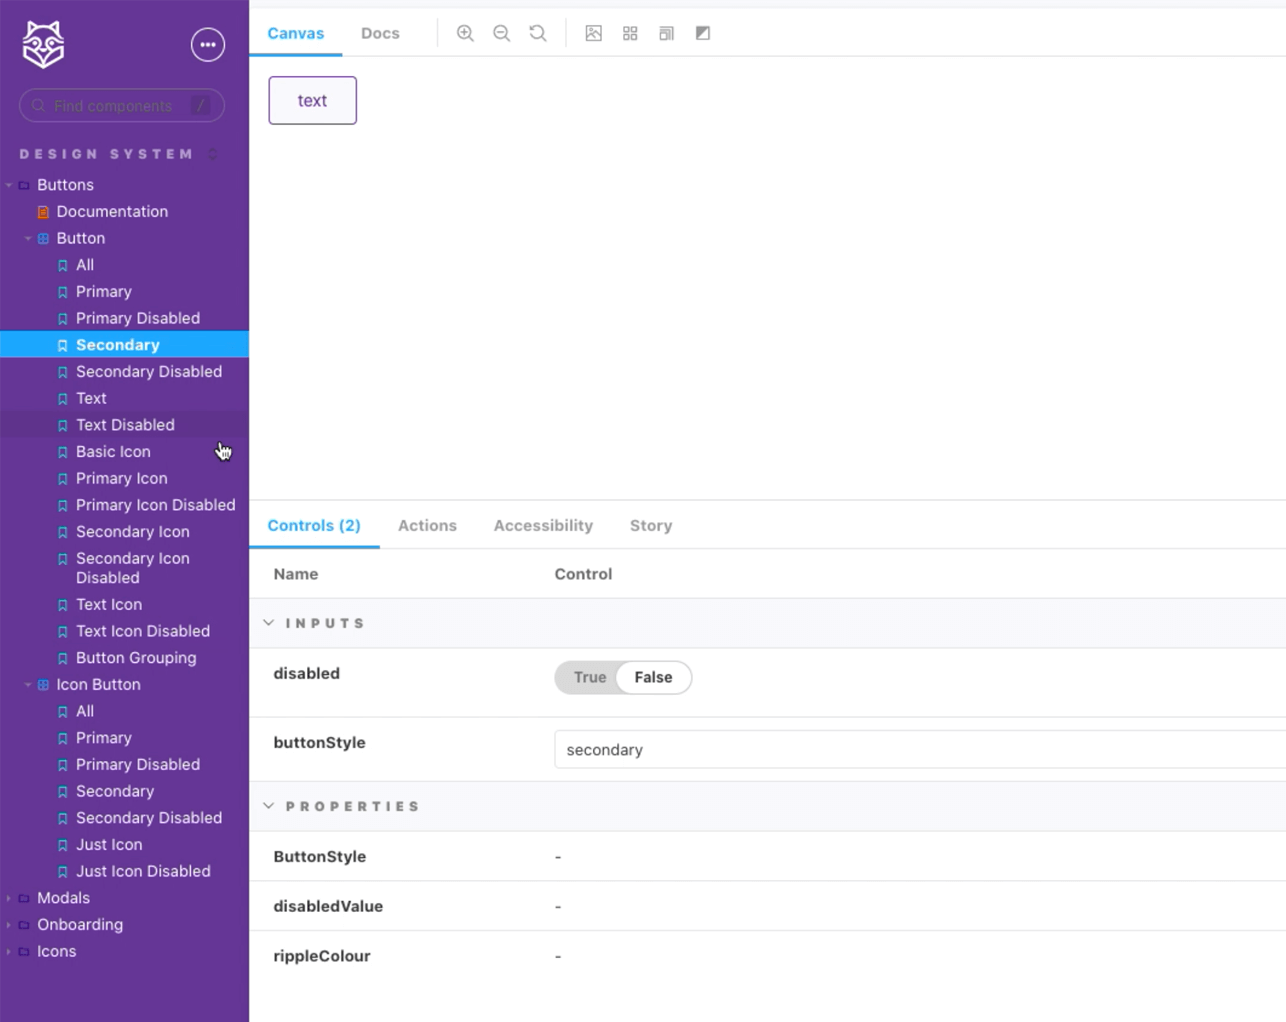 •••
Find components /
DESIGN SYSTEM
Buttons
Documentation
Button
All
Primary
Primary Disabled
Secondary
Secondary Disabled
Text
Text Disabled
Basic Icon
Primary Icon
Primary Icon Disabled
Secondary Icon
Secondary Icon
Disabled
Text Icon
Text Icon Disabled
Button Grouping
Icon Button
All
Primary
Primary Disabled
Secondary
Secondary Disabled
Just Icon
Just Icon Disabled
Modals
Onboarding
Icons
Canvas Docs
text
Controls (2) Actions Accessibility Story
Name Control
INPUTS
disabled True False
buttonStyle secondary
PROPERTIES
ButtonStyle -
disabledValue -
rippleColour -